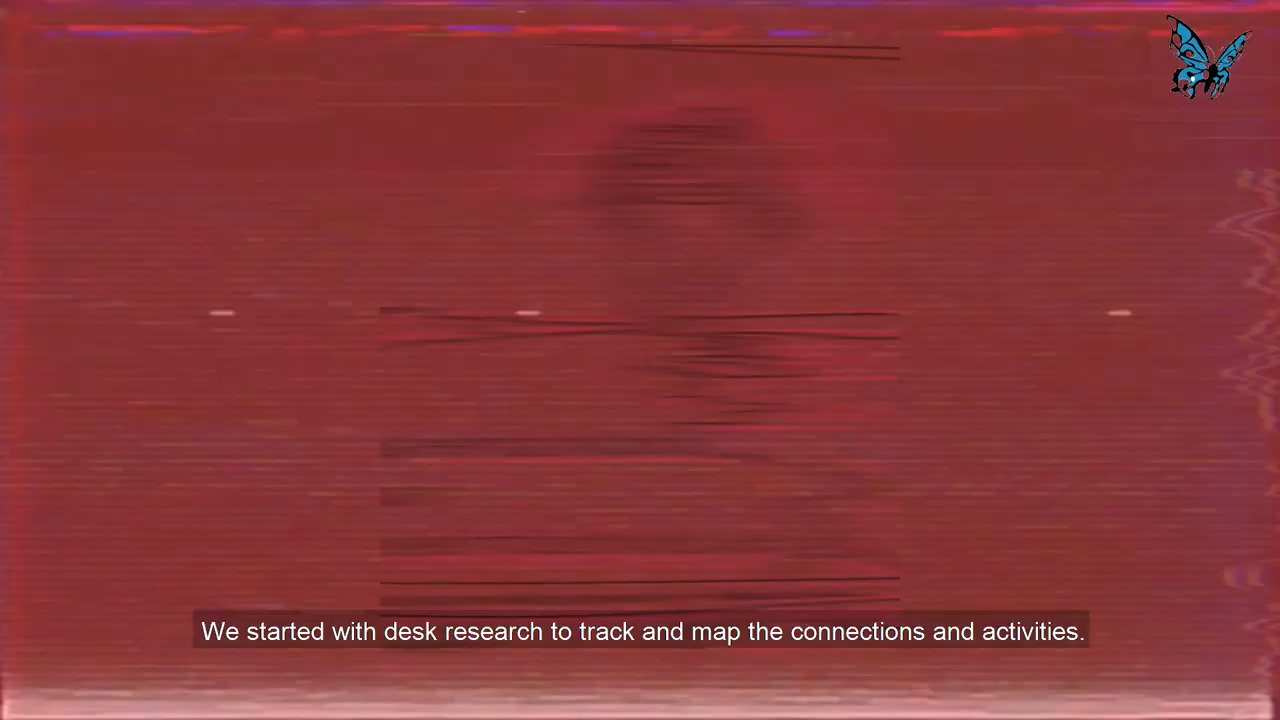 We started with desk research to track and map the connections and activities.